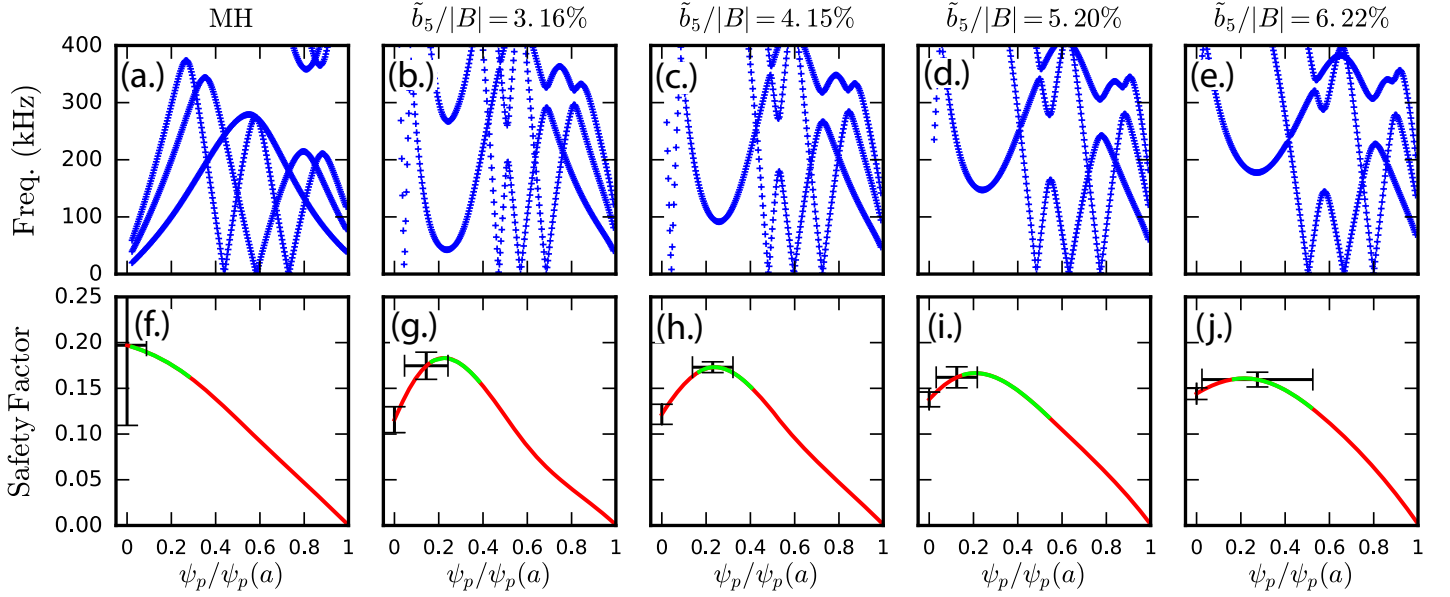 MH
b̃₅/|B| = 3.16%
b̃₅/|B| = 4.15%
b̃₅/|B| = 5.20%
b̃₅/|B| = 6.22%
Freq. (kHz)
400
300
200
100
0
(a.)
(b.)
(c.)
(d.)
(e.)
Safety Factor
0.25
0.20
0.15
0.10
0.05
0.00
(f.)
(g.)
(h.)
(i.)
(j.)
0 0.2 0.4 0.6 0.8 1
0 0.2 0.4 0.6 0.8 1
0 0.2 0.4 0.6 0.8 1
0 0.2 0.4 0.6 0.8 1
0 0.2 0.4 0.6 0.8 1
ψₚ/ψₚ(a)
ψₚ/ψₚ(a)
ψₚ/ψₚ(a)
ψₚ/ψₚ(a)
ψₚ/ψₚ(a)